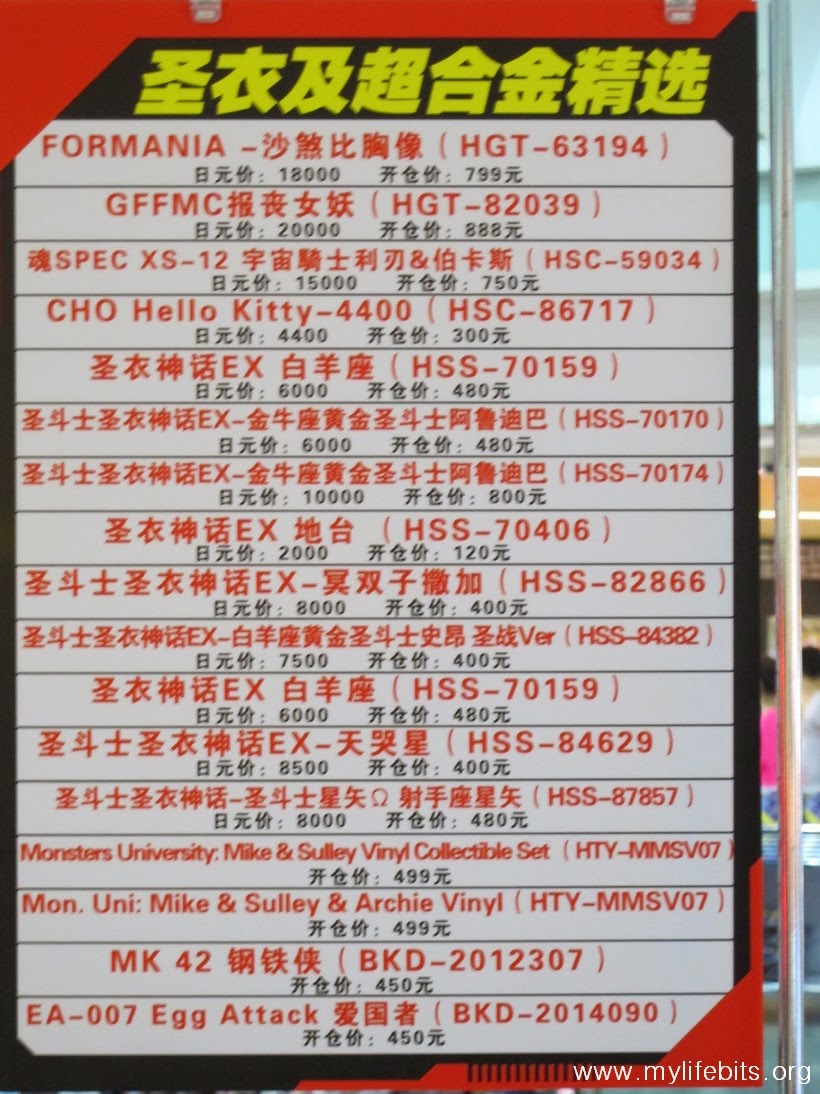 圣衣及超合金精选
FORMANIA -沙煞比胸像（HGT-63194）
日元价：18000 开仓价：799元
GFFMC报丧女妖（HGT-82039）
日元价：20000 开仓价：888元
魂SPEC XS-12 宇宙騎士利刃&伯卡斯（HSC-59034）
日元价：15000 开仓价：750元
CHO Hello Kitty-4400（HSC-86717）
日元价：4400 开仓价：300元
圣衣神话EX 白羊座（HSS-70159）
日元价：6000 开仓价：480元
圣斗士圣衣神话EX-金牛座黄金圣斗士阿鲁迪巴（HSS-70170）
日元价：6000 开仓价：480元
圣斗士圣衣神话EX-金牛座黄金圣斗士阿鲁迪巴（HSS-70174）
日元价：10000 开仓价：800元
圣衣神话EX 地台 （HSS-70406）
日元价：2000 开仓价：120元
圣斗士圣衣神话EX-冥双子撒加（HSS-82866）
日元价：8000 开仓价：400元
圣斗士圣衣神话EX-白羊座黄金圣斗士史昂 圣战Ver（HSS-84382）
日元价：7500 开仓价：400元
圣衣神话EX 白羊座（HSS-70159）
日元价：6000 开仓价：480元
圣斗士圣衣神话EX-天哭星（HSS-84629）
日元价：8500 开仓价：400元
圣斗士圣衣神话-圣斗士星矢Ω 射手座星矢（HSS-87857）
日元价：8000 开仓价：480元
Monsters University: Mike & Sulley Vinyl Collectible Set （HTY-MMSV07）
开仓价：499元
Mon. Uni: Mike & Sulley & Archie Vinyl（HTY-MMSV07）
开仓价：499元
MK 42 钢铁侠（BKD-2012307）
开仓价：450元
EA-007 Egg Attack 爱国者（BKD-2014090）
开仓价：450元
www.mylifebits.org